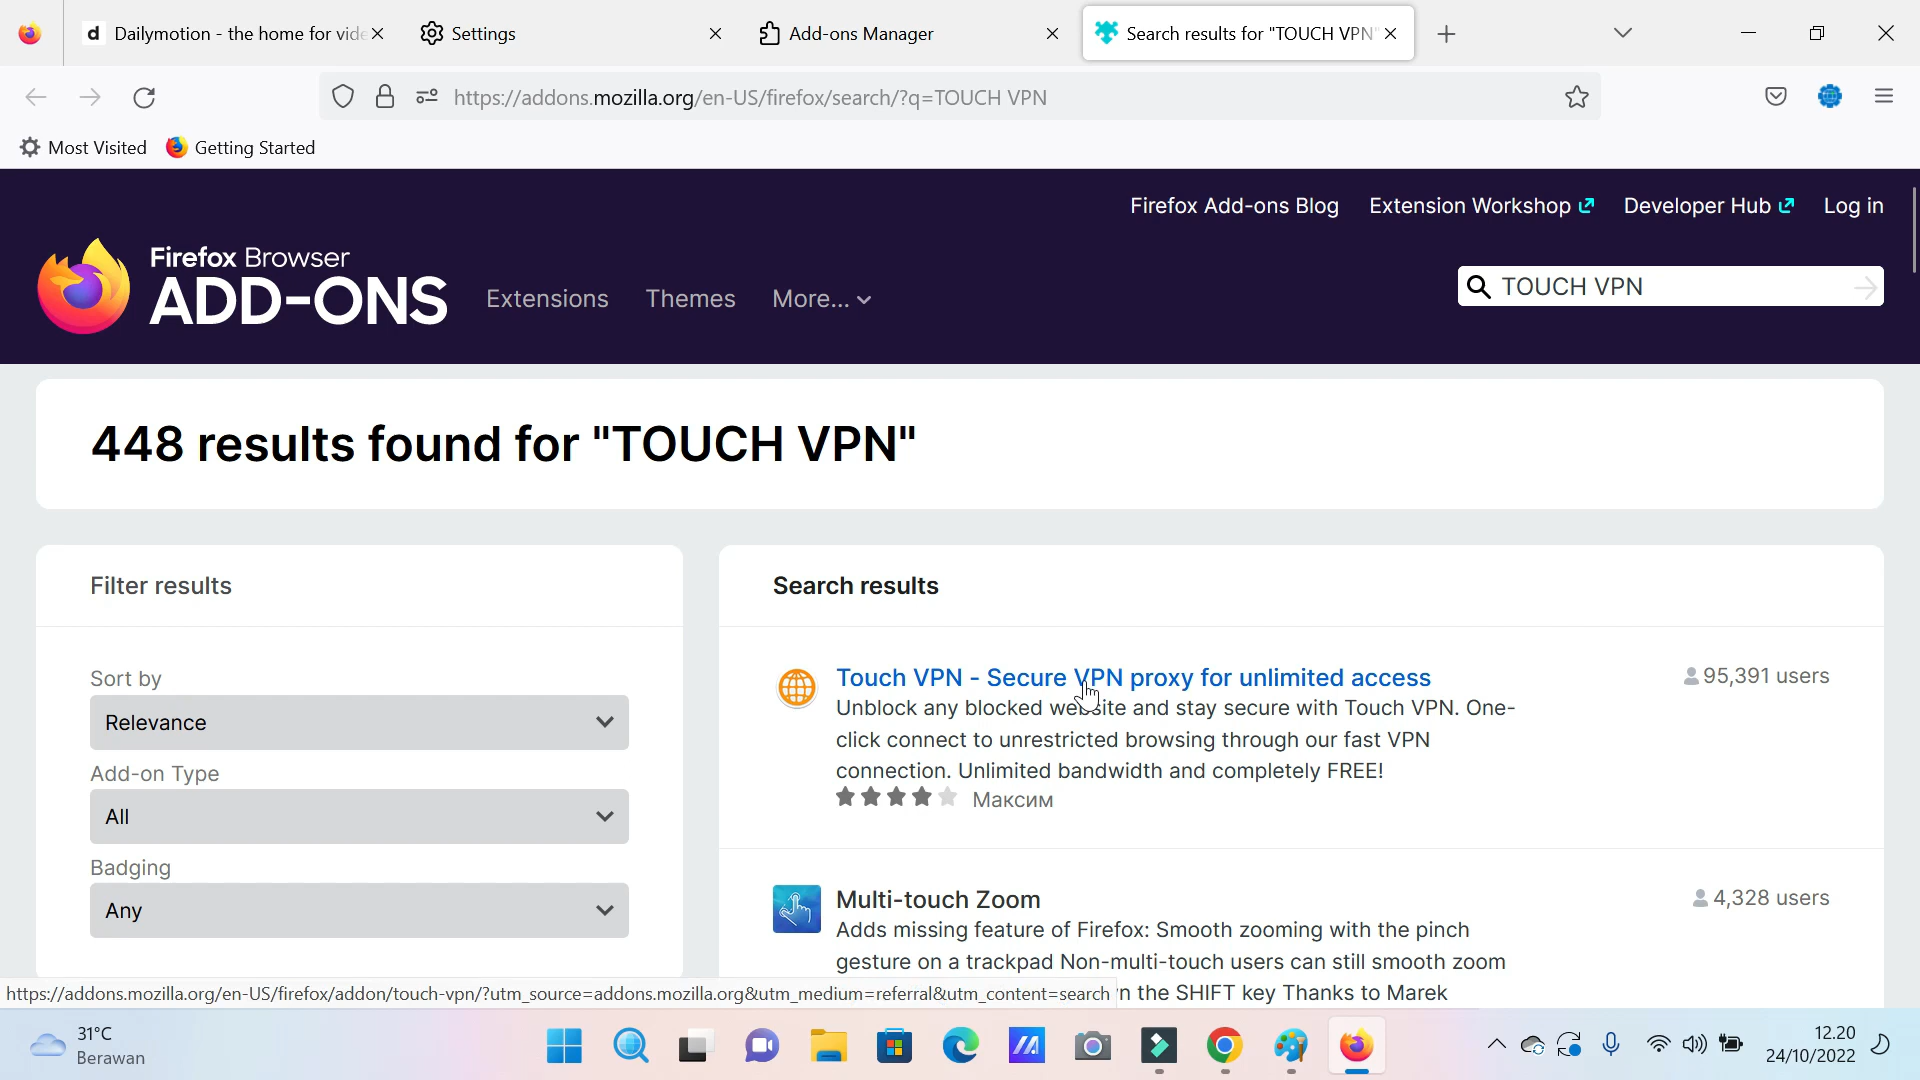 Dailymotion - the home for vide
Settings
Add-ons Manager
Search results for "TOUCH VPN"
https://addons.mozilla.org/en-US/firefox/search/?q=TOUCH VPN
Most Visited
Getting Started
Firefox Add-ons Blog
Extension Workshop
Developer Hub
Log in
Firefox Browser
ADD-ONS
Extensions
Themes
More...
TOUCH VPN
448 results found for "TOUCH VPN"
Filter results
Search results
Sort by
Relevance
Add-on Type
All
Badging
Any
Touch VPN - Secure VPN proxy for unlimited access
95,391 users
Unblock any blocked website and stay secure with Touch VPN. One-
click connect to unrestricted browsing through our fast VPN
connection. Unlimited bandwidth and completely FREE!
Максим
Multi-touch Zoom
4,328 users
Adds missing feature of Firefox: Smooth zooming with the pinch
gesture on a trackpad Non-multi-touch users can still smooth zoom
n the SHIFT key Thanks to Marek
https://addons.mozilla.org/en-US/firefox/addon/touch-vpn/?utm_source=addons.mozilla.org&utm_medium=referral&utm_content=search
31°C
Berawan
12.20
24/10/2022